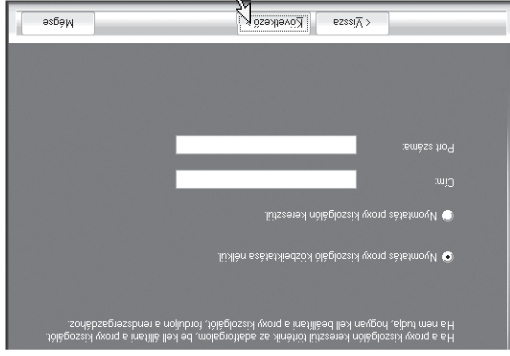 Ha a proxy kiszolgálón keresztül történik az adatforgalom, be kell állítani a proxy kiszolgálót.
Ha nem tudja, hogyan kell beállítani a proxy kiszolgálót, forduljon a rendszergazdához.
Nyomtatás proxy kiszolgáló közbeiktatása nélkül.
Nyomtatás proxy kiszolgálón keresztül.
Cím:
Port száma:
< Vissza
Következő >
Mégse